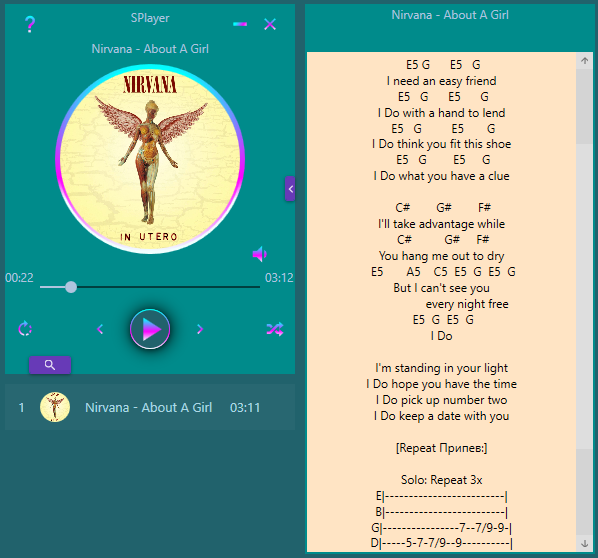 SPlayer
Nirvana - About A Girl
NIRVANA
IN UTERO
00:22
03:12
1 Nirvana - About A Girl 03:11
Nirvana - About A Girl
E5 G E5 G
I need an easy friend
E5 G E5 G
I Do with a hand to lend
E5 G E5 G
I Do think you fit this shoe
E5 G E5 G
I Do what you have a clue
C# G# F#
I'll take advantage while
C# G# F#
You hang me out to dry
E5 A5 C5 E5 G E5 G
But I can't see you
every night free
E5 G E5 G
I Do
I'm standing in your light
I Do hope you have the time
I Do pick up number two
I Do keep a date with you
[Repeat Припев:]
Solo: Repeat 3x
E|--------------------------|
B|--------------------------|
G|----------------7--7/9-9-|
D|-----5-7-7/9--9----------|